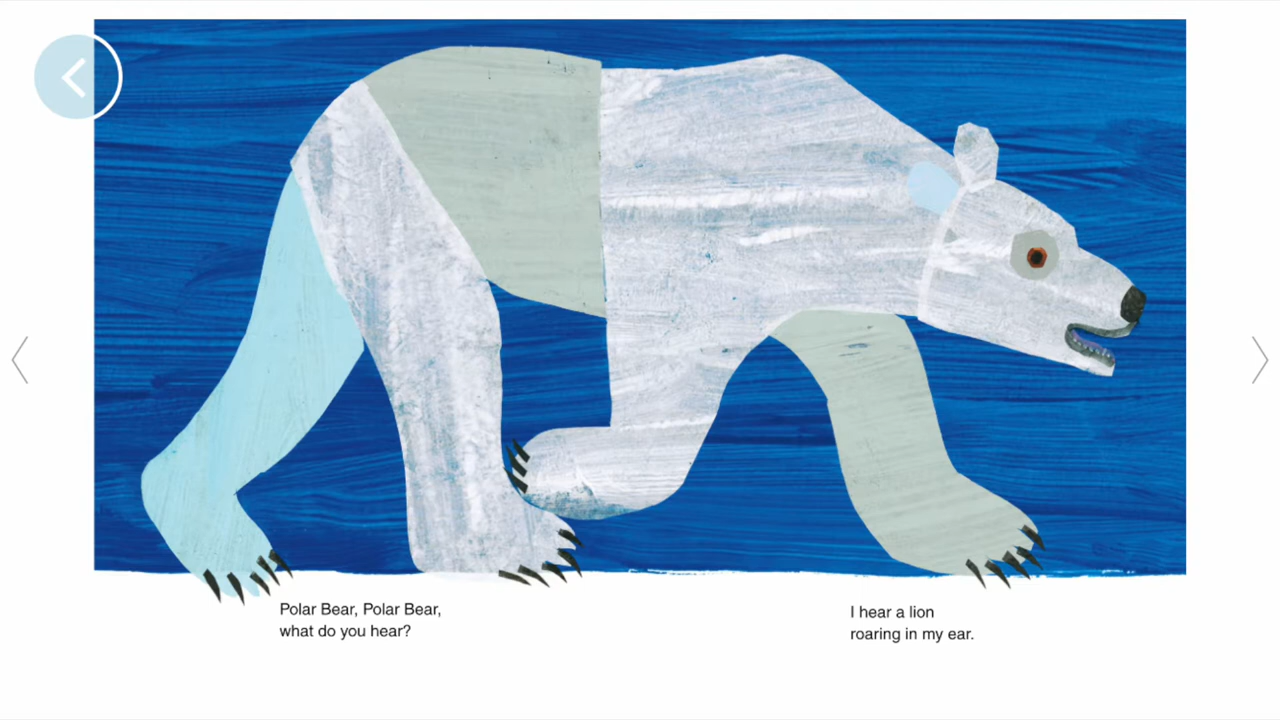 Polar Bear, Polar Bear,
what do you hear?
I hear a lion
roaring in my ear.